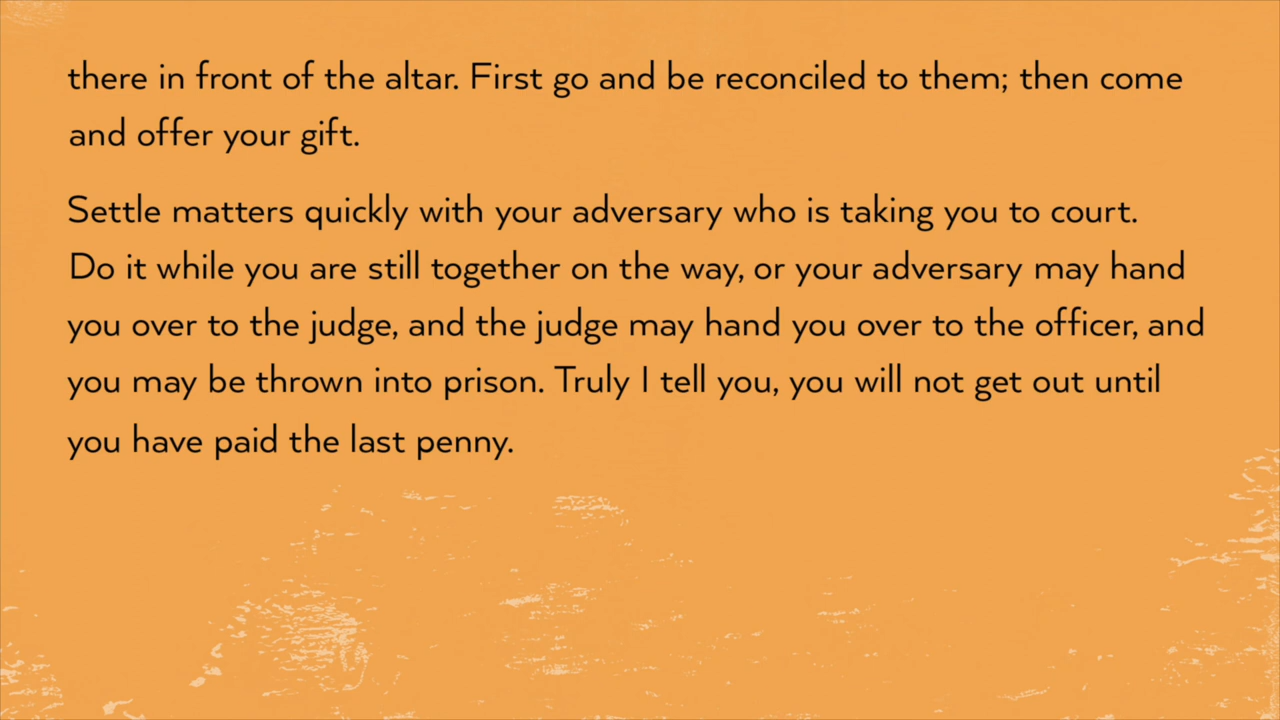 there in front of the altar. First go and be reconciled to them; then come
and offer your gift.
Settle matters quickly with your adversary who is taking you to court.
Do it while you are still together on the way, or your adversary may hand
you over to the judge, and the judge may hand you over to the officer, and
you may be thrown into prison. Truly I tell you, you will not get out until
you have paid the last penny.